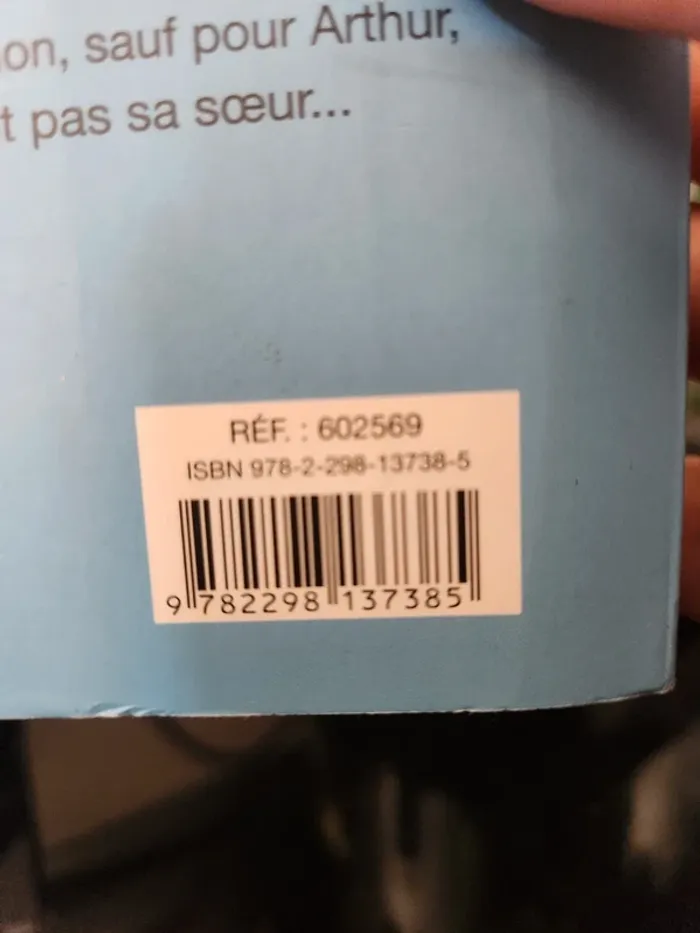 on, sauf pour Arthur,
t pas sa sœur...
RÉF. : 602569
ISBN 978-2-298-13738-5
9 782298 137385